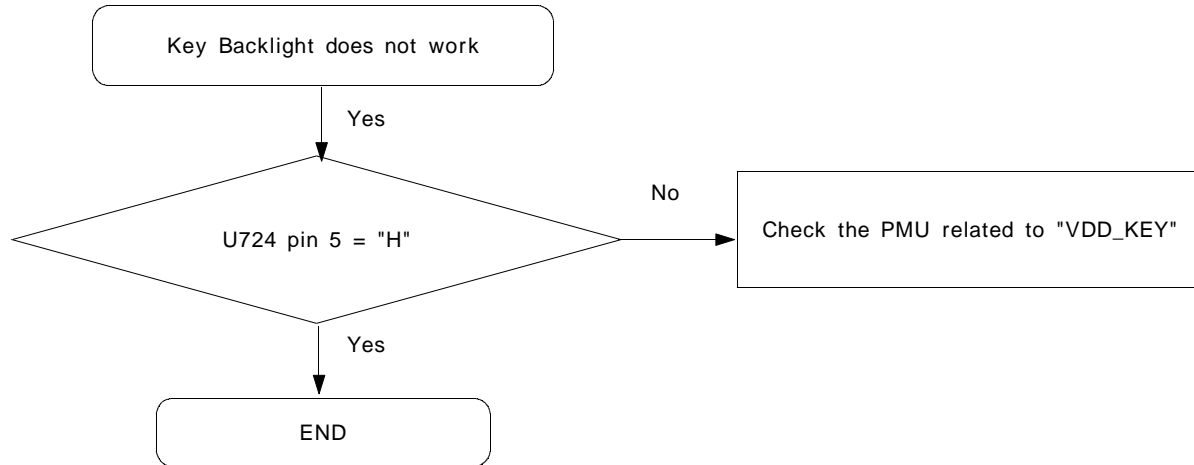 Key Backlight does not work
Yes
No
U724 pin 5 = "H"
Check the PMU related to "VDD_KEY"
Yes
END